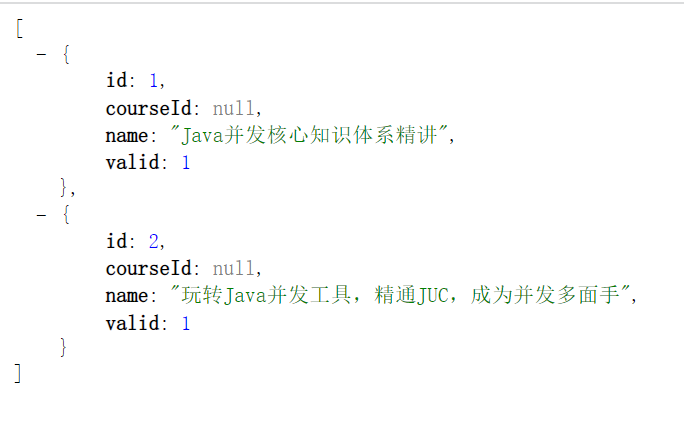 [
- {
id: 1,
courseId: null,
name: "Java并发核心知识体系精讲",
valid: 1
},
- {
id: 2,
courseId: null,
name: "玩转Java并发工具，精通JUC，成为并发多面手",
valid: 1
}
]